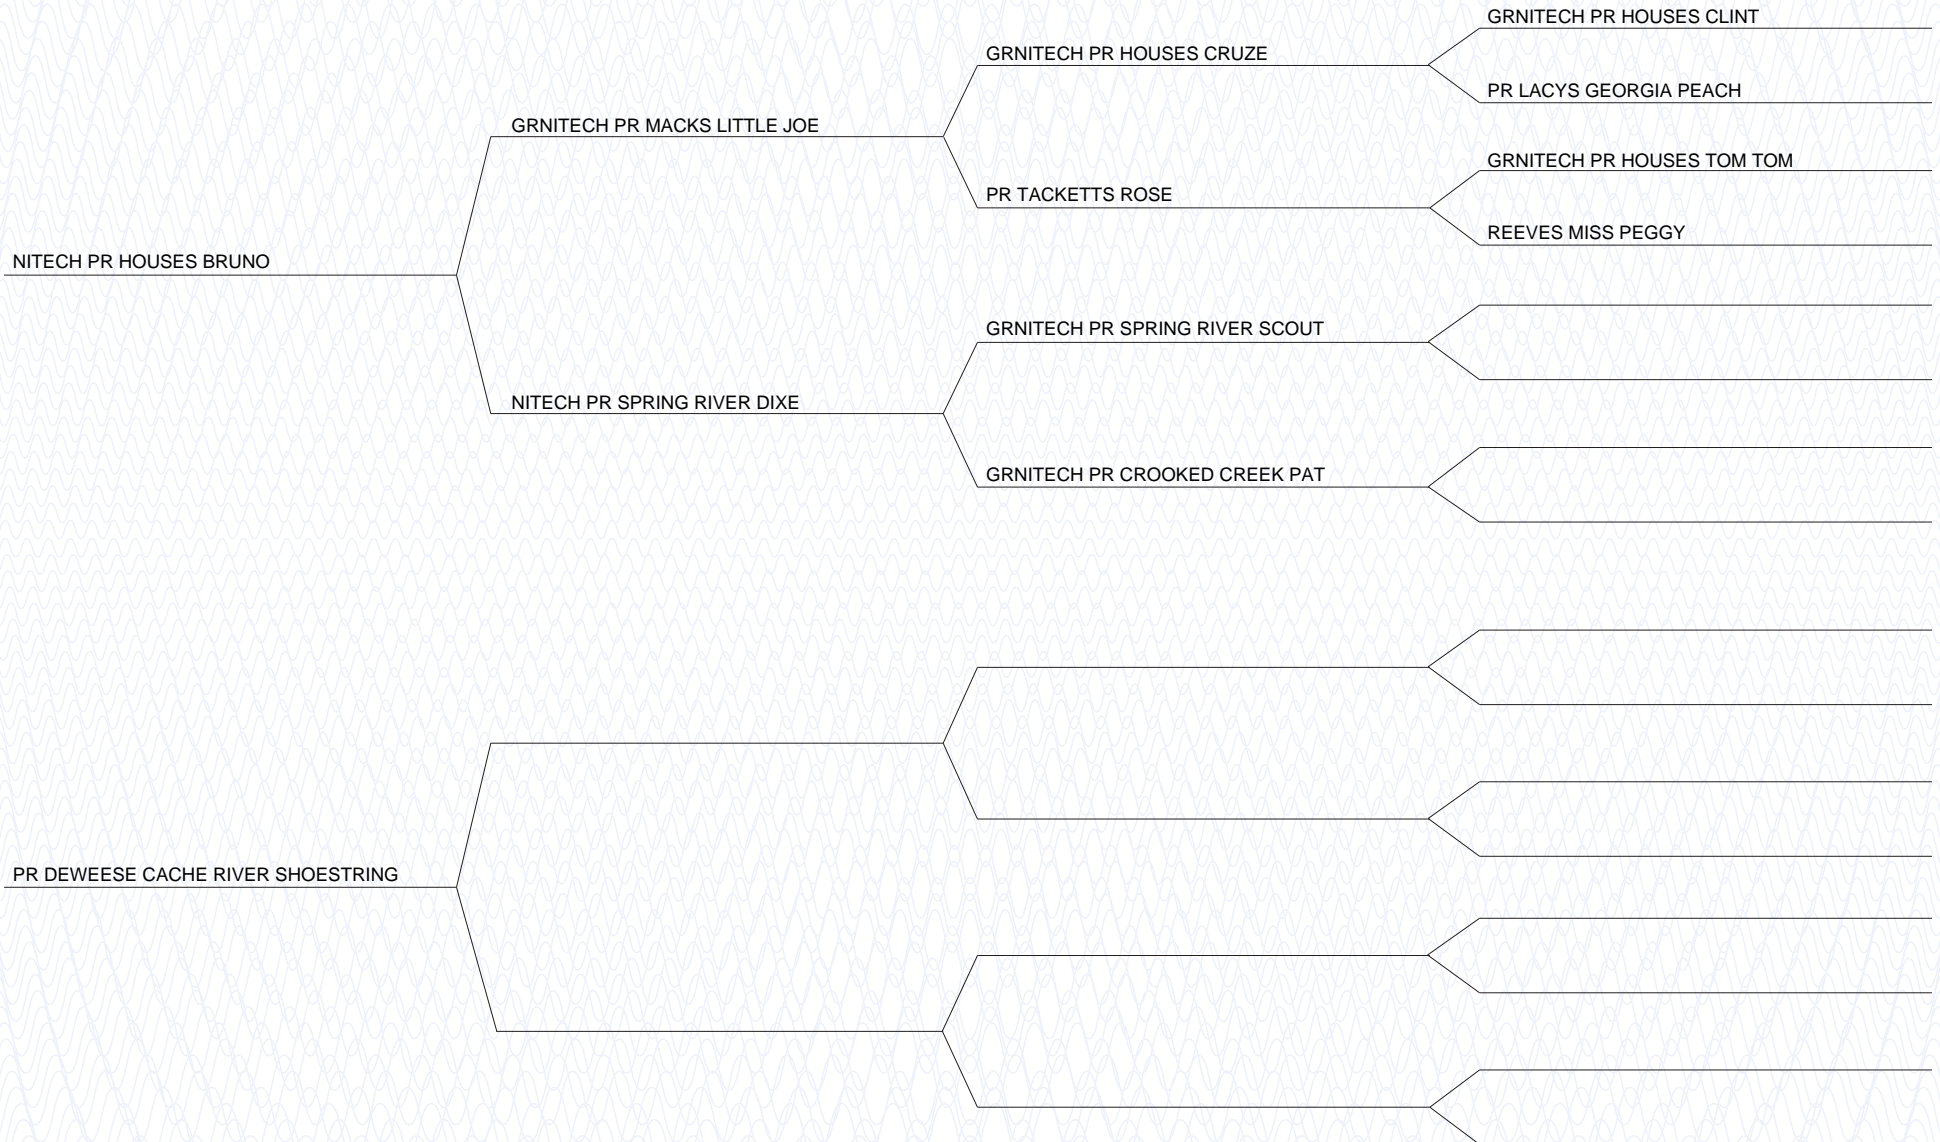 GRNITECH PR HOUSES CLINT
GRNITECH PR HOUSES CRUZE
PR LACYS GEORGIA PEACH
GRNITECH PR MACKS LITTLE JOE
GRNITECH PR HOUSES TOM TOM
PR TACKETTS ROSE
REEVES MISS PEGGY
NITECH PR HOUSES BRUNO
GRNITECH PR SPRING RIVER SCOUT
NITECH PR SPRING RIVER DIXE
GRNITECH PR CROOKED CREEK PAT
PR DEWEESE CACHE RIVER SHOESTRING